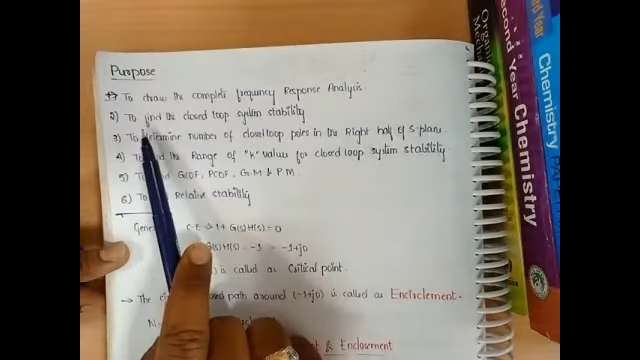 Purpose
1) To draw the complete frequency Response Analysis
2) To find the closed loop system stability
3) To determine number of closed loop poles in the Right half of s-plane
4) To the Range of "K" values for closed loop system stability.
5) To GCDF, PCDF, G.M & P.M
6) To Relative stability
C.E ⇒ 1+ G(s)H(s) = 0
G(s)H(s) = -1 = -1+j0
is called as Critical point.
→ The path around (-1+j0) is called as Encirclement.
& Enclosement
Second Year Chemistry
Chemistry